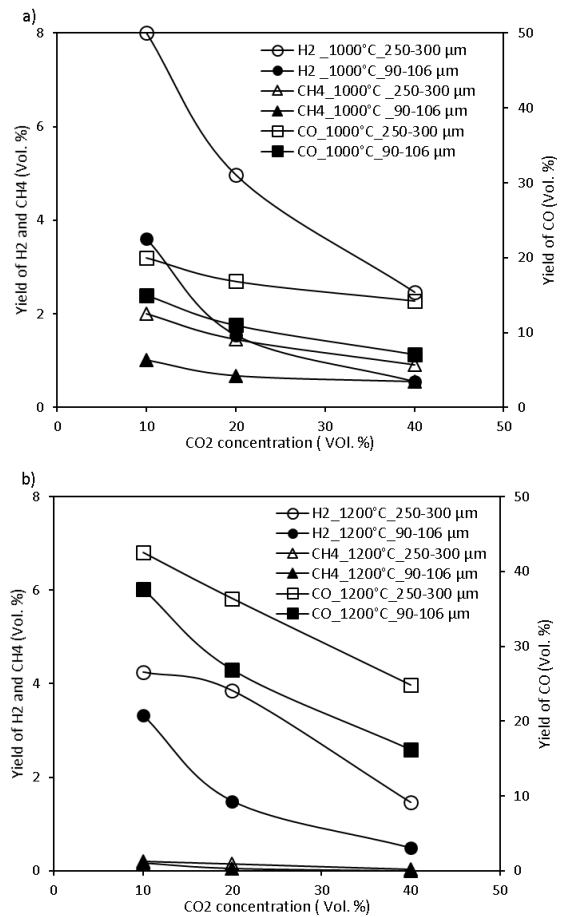 a)
8
6
4
2
0
50
40
30
20
10
0
0
10
20
30
40
50
Yield of H2 and CH4 (Vol. %)
Yield of CO (Vol. %)
CO2 concentration ( VOl. %)
H2 _1000°C_250-300 µm
H2 _1000°C_90-106 µm
CH4_1000°C _250-300 µm
CH4_1000°C _90-106 µm
CO_1000°C_250-300 µm
CO_1000°C_90-106 µm
b)
8
6
4
2
0
50
40
30
20
10
0
0
10
20
30
40
50
Yield of H2 and CH4 (Vol. %)
Yield of CO (Vol. %)
CO2 concentration ( VOl. %)
H2_1200°C_250-300 µm
H2_1200°C_90-106 µm
CH4_1200°C_250-300 µm
CH4_1200°C_90-106 µm
CO_1200°C_250-300 µm
CO_1200°C_90-106 µm